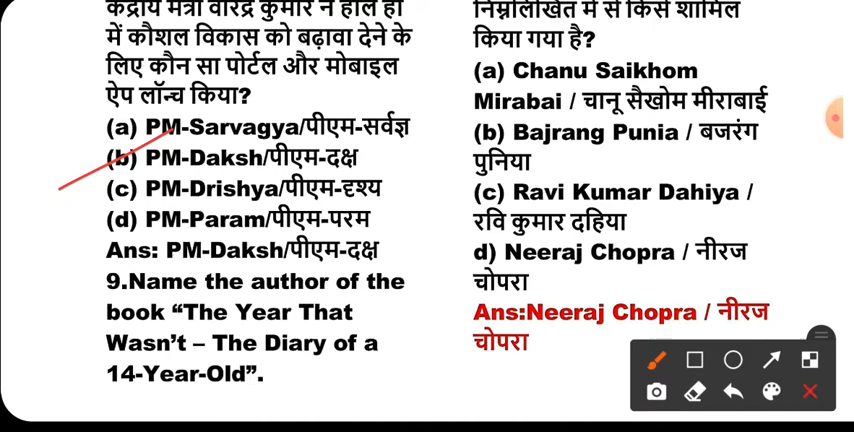 केंद्रीय मंत्री वीरेंद्र कुमार ने हाल ही
में कौशल विकास को बढ़ावा देने के
लिए कौन सा पोर्टल और मोबाइल
ऐप लॉन्च किया?
(a) PM-Sarvagya/पीएम-सर्वज्ञ
(b) PM-Daksh/पीएम-दक्ष
(c) PM-Drishya/पीएम-दृश्य
(d) PM-Param/पीएम-परम
Ans: PM-Daksh/पीएम-दक्ष
9.Name the author of the
book “The Year That
Wasn’t – The Diary of a
14-Year-Old”.
निम्नलिखित में से किसे शामिल
किया गया है?
(a) Chanu Saikhom
Mirabai / चानू सैखोम मीराबाई
(b) Bajrang Punia / बजरंग
पुनिया
(c) Ravi Kumar Dahiya /
रवि कुमार दहिया
d) Neeraj Chopra / नीरज
चोपरा
Ans:Neeraj Chopra / नीरज
चोपरा